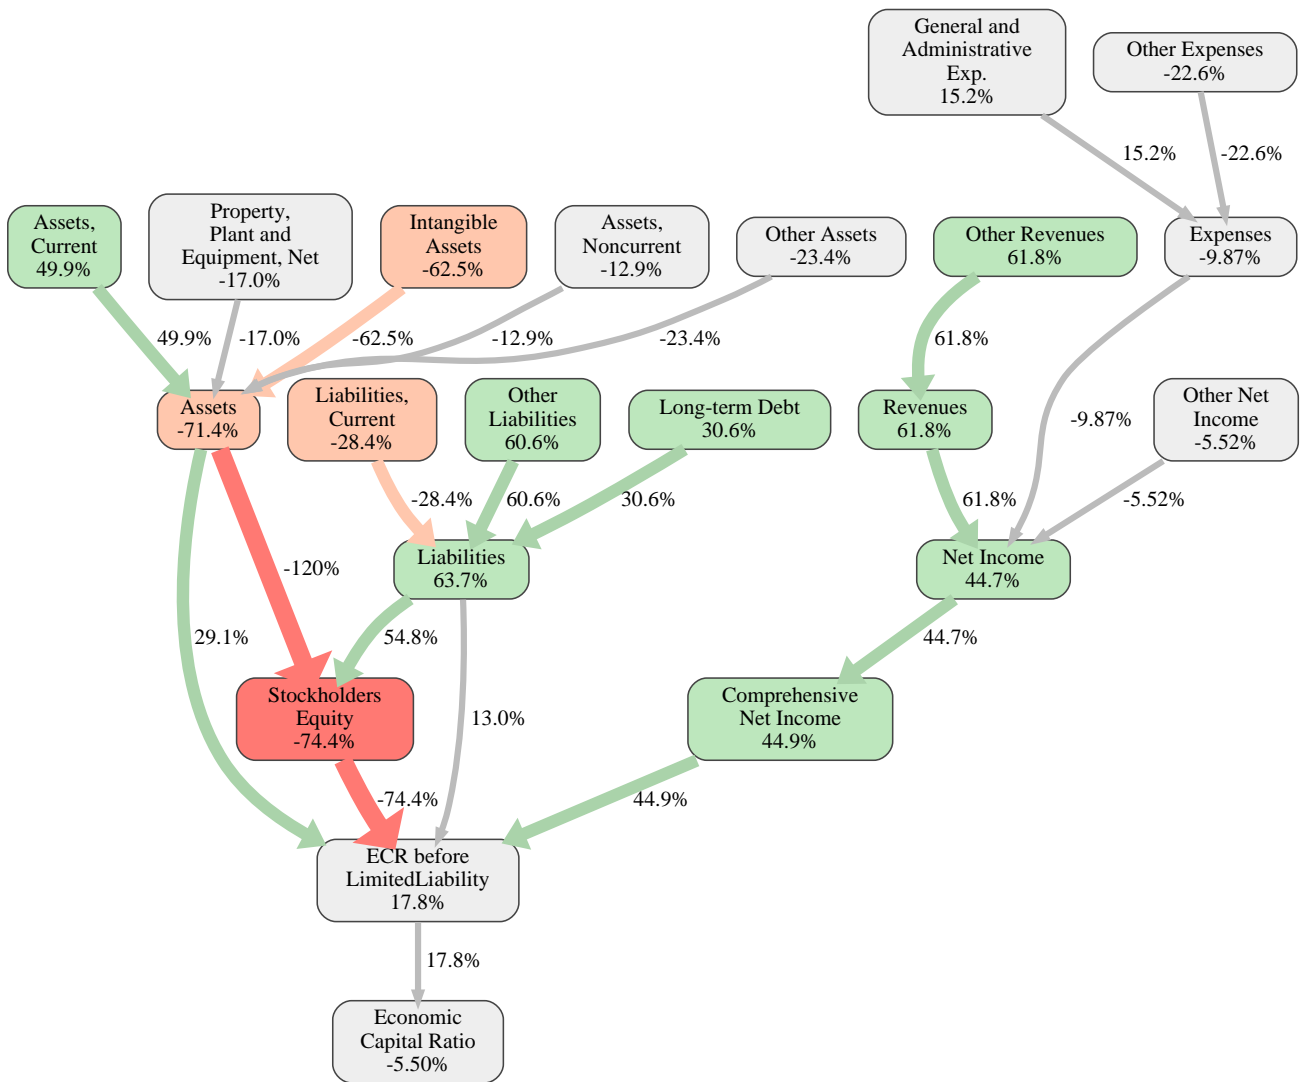 General and
Administrative
Exp.
15.2%
Other Expenses
-22.6%
15.2%
-22.6%
Assets,
Current
49.9%
Property,
Plant and
Equipment, Net
-17.0%
Intangible
Assets
-62.5%
Assets,
Noncurrent
-12.9%
Other Assets
-23.4%
Other Revenues
61.8%
Expenses
-9.87%
49.9%
-17.0%
-62.5%
-12.9%
-23.4%
61.8%
Assets
-71.4%
Liabilities,
Current
-28.4%
Other
Liabilities
60.6%
Long-term Debt
30.6%
Revenues
61.8%
-9.87%
Other Net
Income
-5.52%
-28.4%
60.6%
30.6%
61.8%
-5.52%
-120%
Liabilities
63.7%
Net Income
44.7%
29.1%
54.8%
44.7%
Stockholders
Equity
-74.4%
13.0%
Comprehensive
Net Income
44.9%
-74.4%
44.9%
ECR before
LimitedLiability
17.8%
17.8%
Economic
Capital Ratio
-5.50%